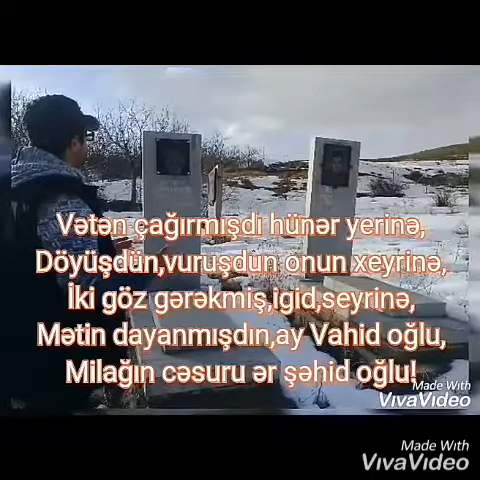 Vətən çağırmışdı hünər yerinə,
Döyüşdün,vuruşdun onun xeyrinə,
İki göz gərəkmiş,igid,seyrinə,
Mətin dayanmışdın,ay Vahid oğlu,
Milağın cəsuru ər şəhid oğlu!
Made With
VivaVideo
Made With
VivaVideo